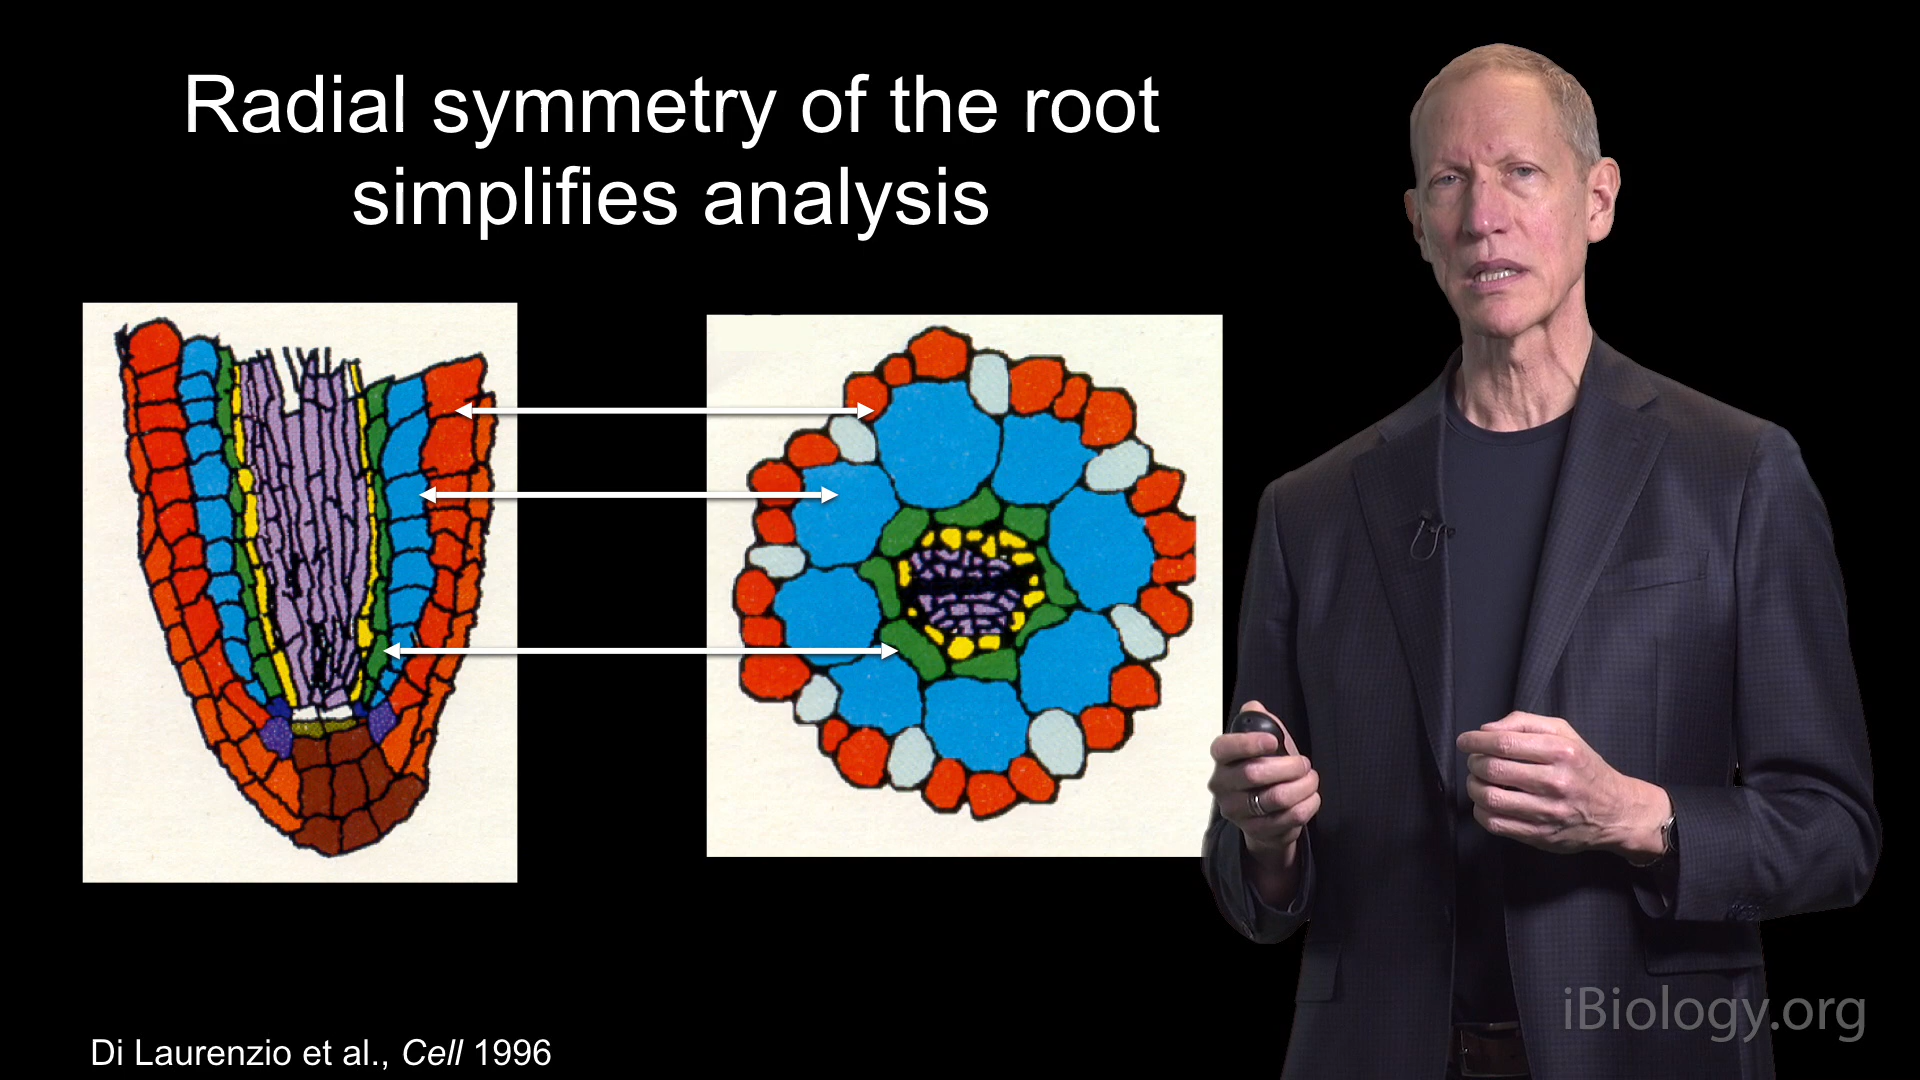 Radial symmetry of the root
simplifies analysis
Di Laurenzio et al., Cell 1996
iBiology.org